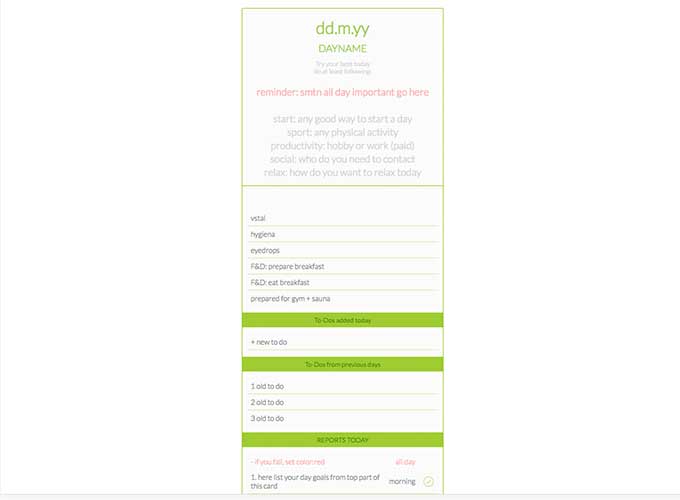 dd.m.yy
DAYNAME
Try your best today
do at least following:
reminder: smtn all day important go here
start: any good way to start a day
sport: any physical activity
productivity: hobby or work (paid)
social: who do you need to contact
relax: how do you want to relax today
vstal
hygiena
eyedrops
F&D: prepare breakfast
F&D: eat breakfast
prepared for gym + sauna
To-Dos added today
+ new to do
To-Dos from previous days
1 old to do
2 old to do
3 old to do
REPORTS TODAY
- if you fail, set color: red all day
1. here list your day goals from top part of
this card morning